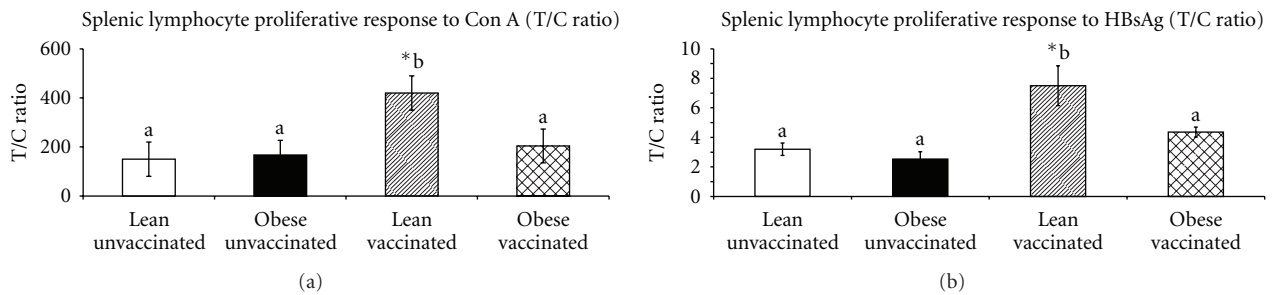 Splenic lymphocyte proliferative response to Con A (T/C ratio)
T/C ratio
600
400
200
0
a
a
*b
a
Lean unvaccinated
Obese unvaccinated
Lean vaccinated
Obese vaccinated
(a)
Splenic lymphocyte proliferative response to HBsAg (T/C ratio)
T/C ratio
10
8
6
4
2
0
a
a
*b
a
Lean unvaccinated
Obese unvaccinated
Lean vaccinated
Obese vaccinated
(b)